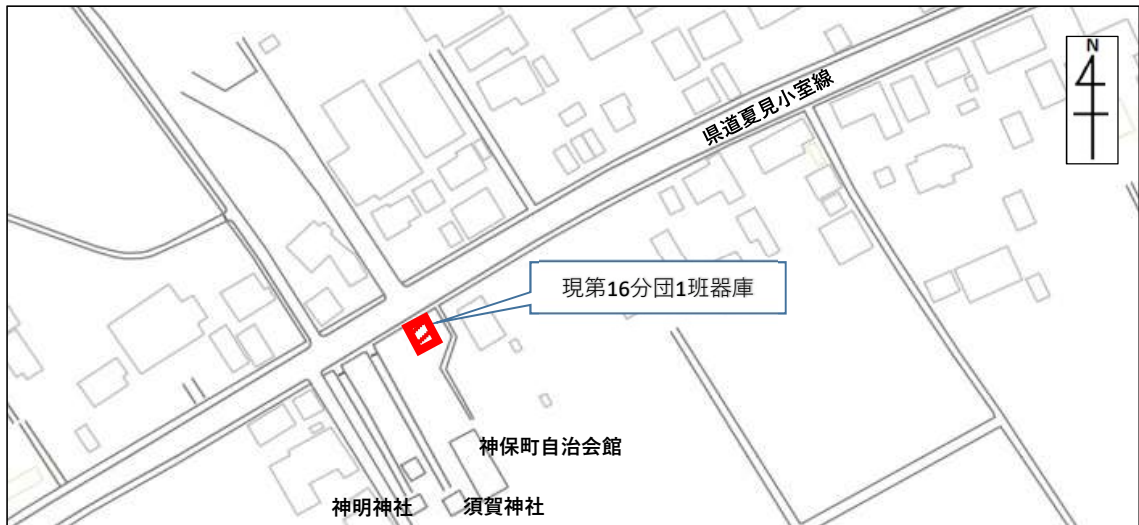 N
県道夏見小室線
現第16分団1班器庫
神保町自治会館
神明神社
須賀神社